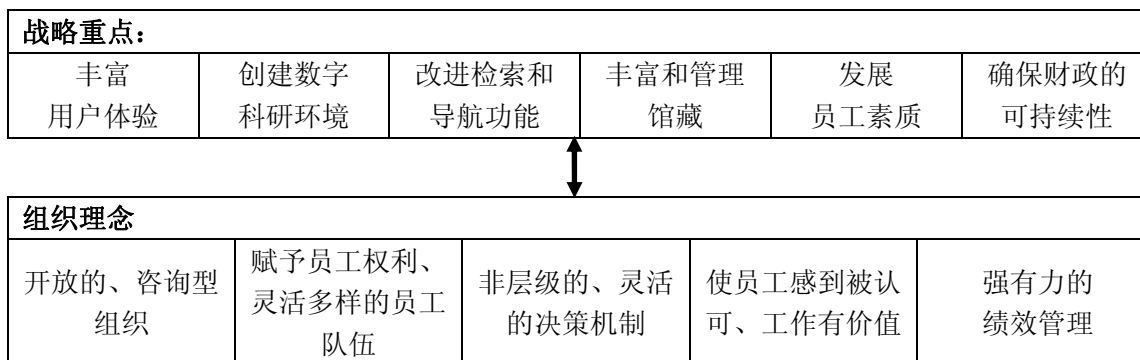 战略重点：
丰富
用户体验
创建数字
科研环境
改进检索和
导航功能
丰富和管理
馆藏
发展
员工素质
确保财政的
可持续性
组织理念
开放的、咨询型
组织
赋予员工权利、
灵活多样的员工
队伍
非层级的、灵活
的决策机制
使员工感到被认
可、工作有价值
强有力的
绩效管理